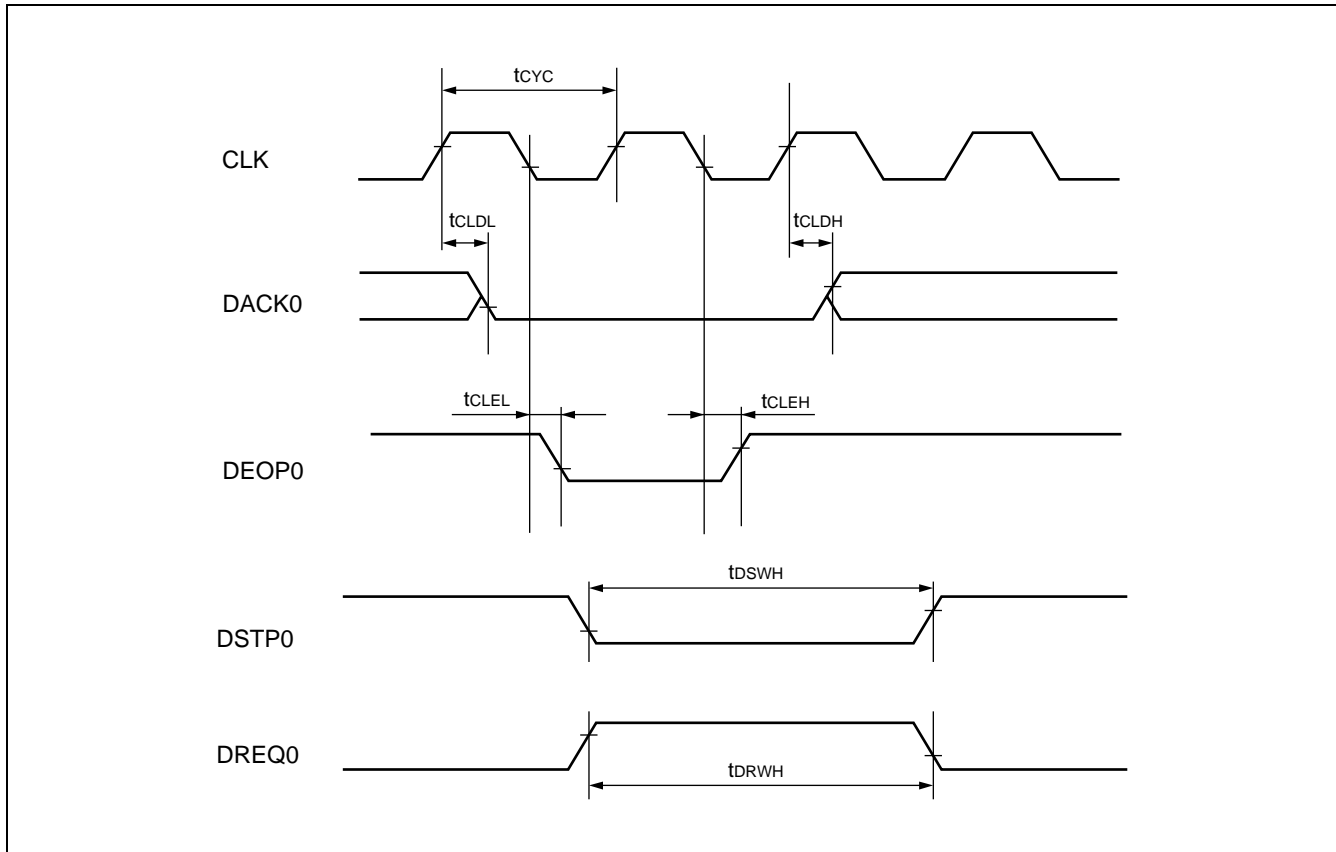 tCYC
CLK
tCLDL
tCLDH
DACK0
tCLEL
tCLEH
DEOP0
tDSWH
DSTP0
DREQ0
tDRWH